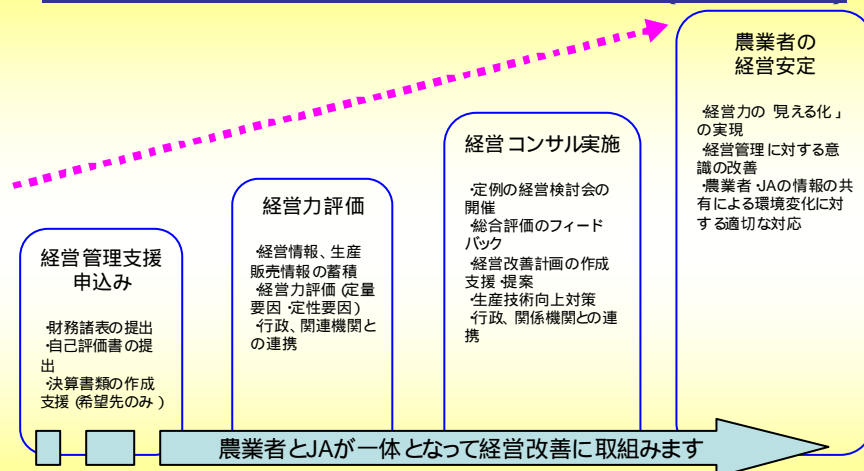 経営管理支援
申込み
・財務諸表の提出
・自己評価書の提
出
・決算書類の作成
支援(希望先のみ)
経営力評価
・経営情報、生産
販売情報の蓄積
・経営力評価(定量
要因・定性要因)
・行政、関連機関と
の連携
経営コンサル実施
・定例の経営検討会の
開催
・総合評価のフィード
バック
・経営改善計画の作成
支援・提案
・生産技術向上対策
・行政、関係機関との連
携
農業者の
経営安定
・経営力の「見える化」
の実現
・経営管理に対する意
識の改善
・農業者・JAの情報の共
有による環境変化に対
する適切な対応
農業者とJAが一体となって経営改善に取組みます